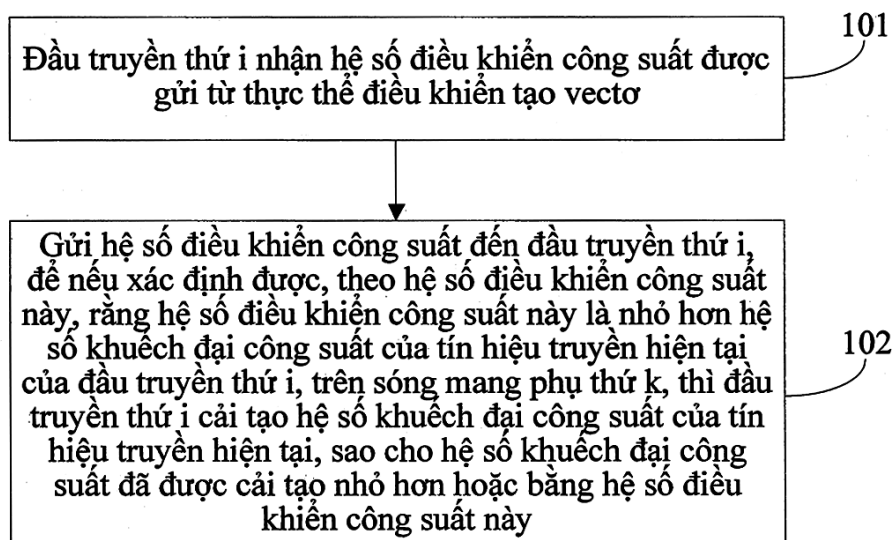 101
Đầu truyền thứ i nhận hệ số điều khiển công suất được
gửi từ thực thể điều khiển tạo vectơ
Gửi hệ số điều khiển công suất đến đầu truyền thứ i,
để nếu xác định được, theo hệ số điều khiển công suất
này, rằng hệ số điều khiển công suất này là nhỏ hơn hệ
số khuếch đại công suất của tín hiệu truyền hiện tại
của đầu truyền thứ i, trên sóng mang phụ thứ k, thì đầu
truyền thứ i cải tạo hệ số khuếch đại công suất của tín
hiệu truyền hiện tại, sao cho hệ số khuếch đại công
suất đã được cải tạo nhỏ hơn hoặc bằng hệ số điều
khiển công suất này
102